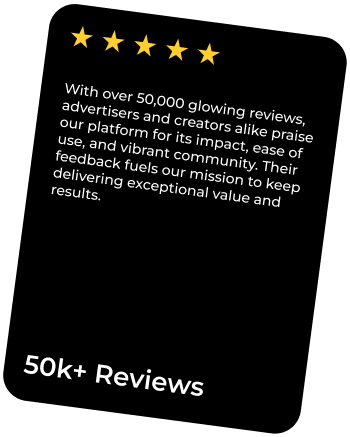 With over 50,000 glowing reviews,
advertisers and creators alike praise
our platform for its impact, ease of
use, and vibrant community. Their
feedback fuels our mission to keep
delivering exceptional value and
results.
50k+ Reviews